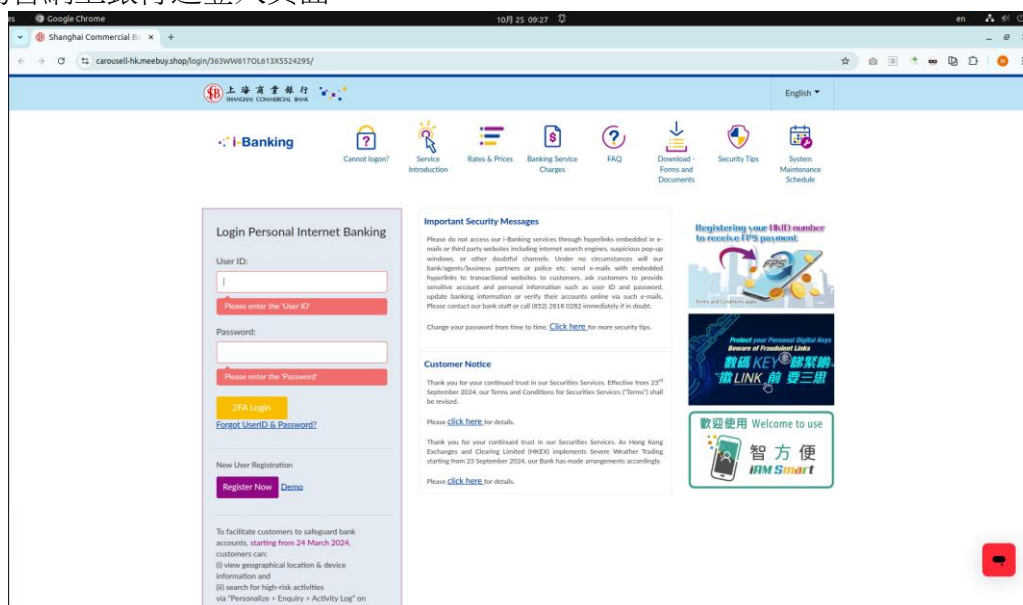 es Google Chrome 10月 25 09:27 en
Shanghai Commercial Ba × +
carousell-hk.meebuy.shop/login/363WW617OL613X5524295/
上海商業銀行
SHANGHAI COMMERCIAL BANK
English
i-Banking
Cannot logon?
Service Introduction
Rates & Prices
Banking Service Charges
FAQ
Download - Forms and Documents
Security Tips
System Maintenance Schedule
Login Personal Internet Banking
User ID:
Please enter the 'User ID'
Password:
Please enter the 'Password'
2FA Login
Forgot UserID & Password?
New User Registration
Register Now Demo
To facilitate customers to safeguard bank
accounts, starting from 24 March 2024,
customers can:
(i) view geographical location & device
information and
(ii) search for high-risk activities
via "Personalize > Enquiry > Activity Log" on
Important Security Messages
Please do not access our i-Banking services through hyperlinks embedded in e-
mails or third party websites including internet search engines, suspicious pop-up
windows, or other doubtful channels. Under no circumstances will our
bank/agents/business partners or police etc. send e-mails with embedded
hyperlinks to transactional websites to customers, ask customers to provide
sensitive account and personal information such as user ID and password,
update banking information or verify their accounts online via such e-mails.
Please contact our bank staff or call (852) 2818 0282 immediately if in doubt.
Change your password from time to time. Click here for more security tips.
Customer Notice
Thank you for your continued trust in our Securities Services. Effective from 23rd
September 2024, our Terms and Conditions for Securities Services ("Terms") shall
be revised.
Please click here for details.
Thank you for your continued trust in our Securities Services. As Hong Kong
Exchanges and Clearing Limited (HKEX) implements Severe Weather Trading
starting from 23 September 2024, our Bank has made arrangements accordingly.
Please click here for details.
Registering your HKID number
to receive FPS payment
FPS
Terms and Conditions apply
Protect your Personal Digital Keys
Beware of Fraudulent Links
數碼 KEY 睇緊啲
撳 LINK 前 要三思
歡迎使用 Welcome to use
智方便
iAM Smart